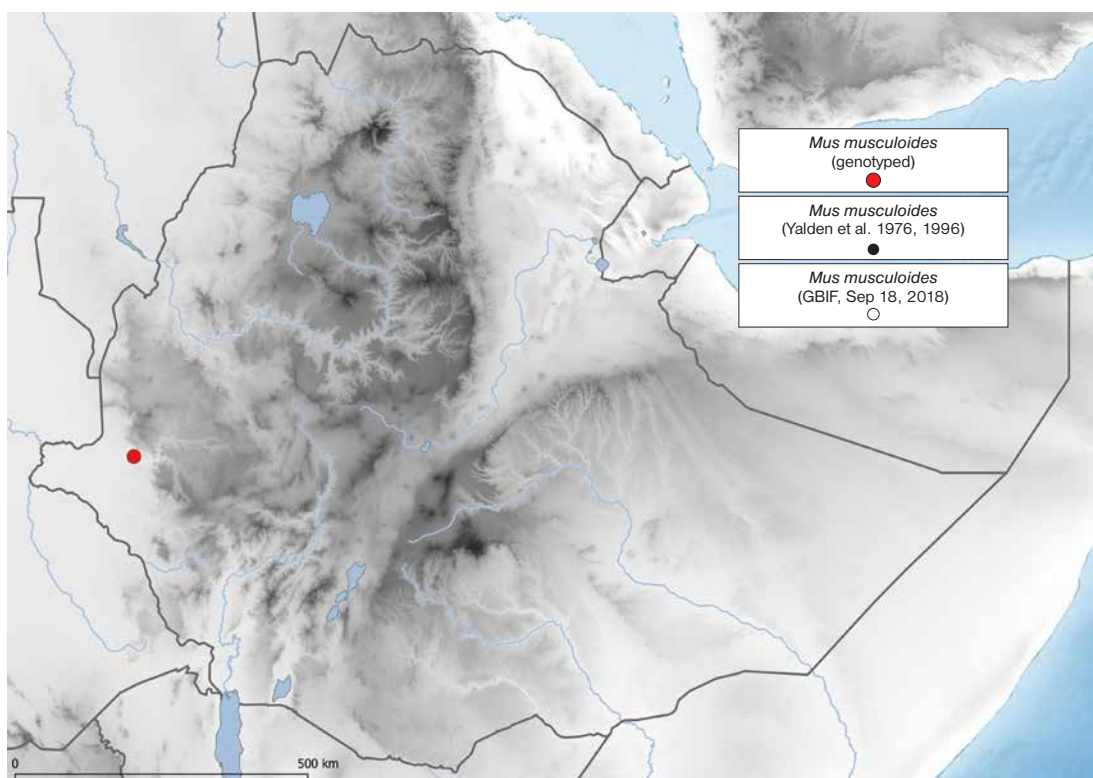 Mus musculoides
(genotyped)
Mus musculoides
(Yalden et al. 1976, 1996)
Mus musculoides
(GBIF, Sep 18, 2018)
0 500 km